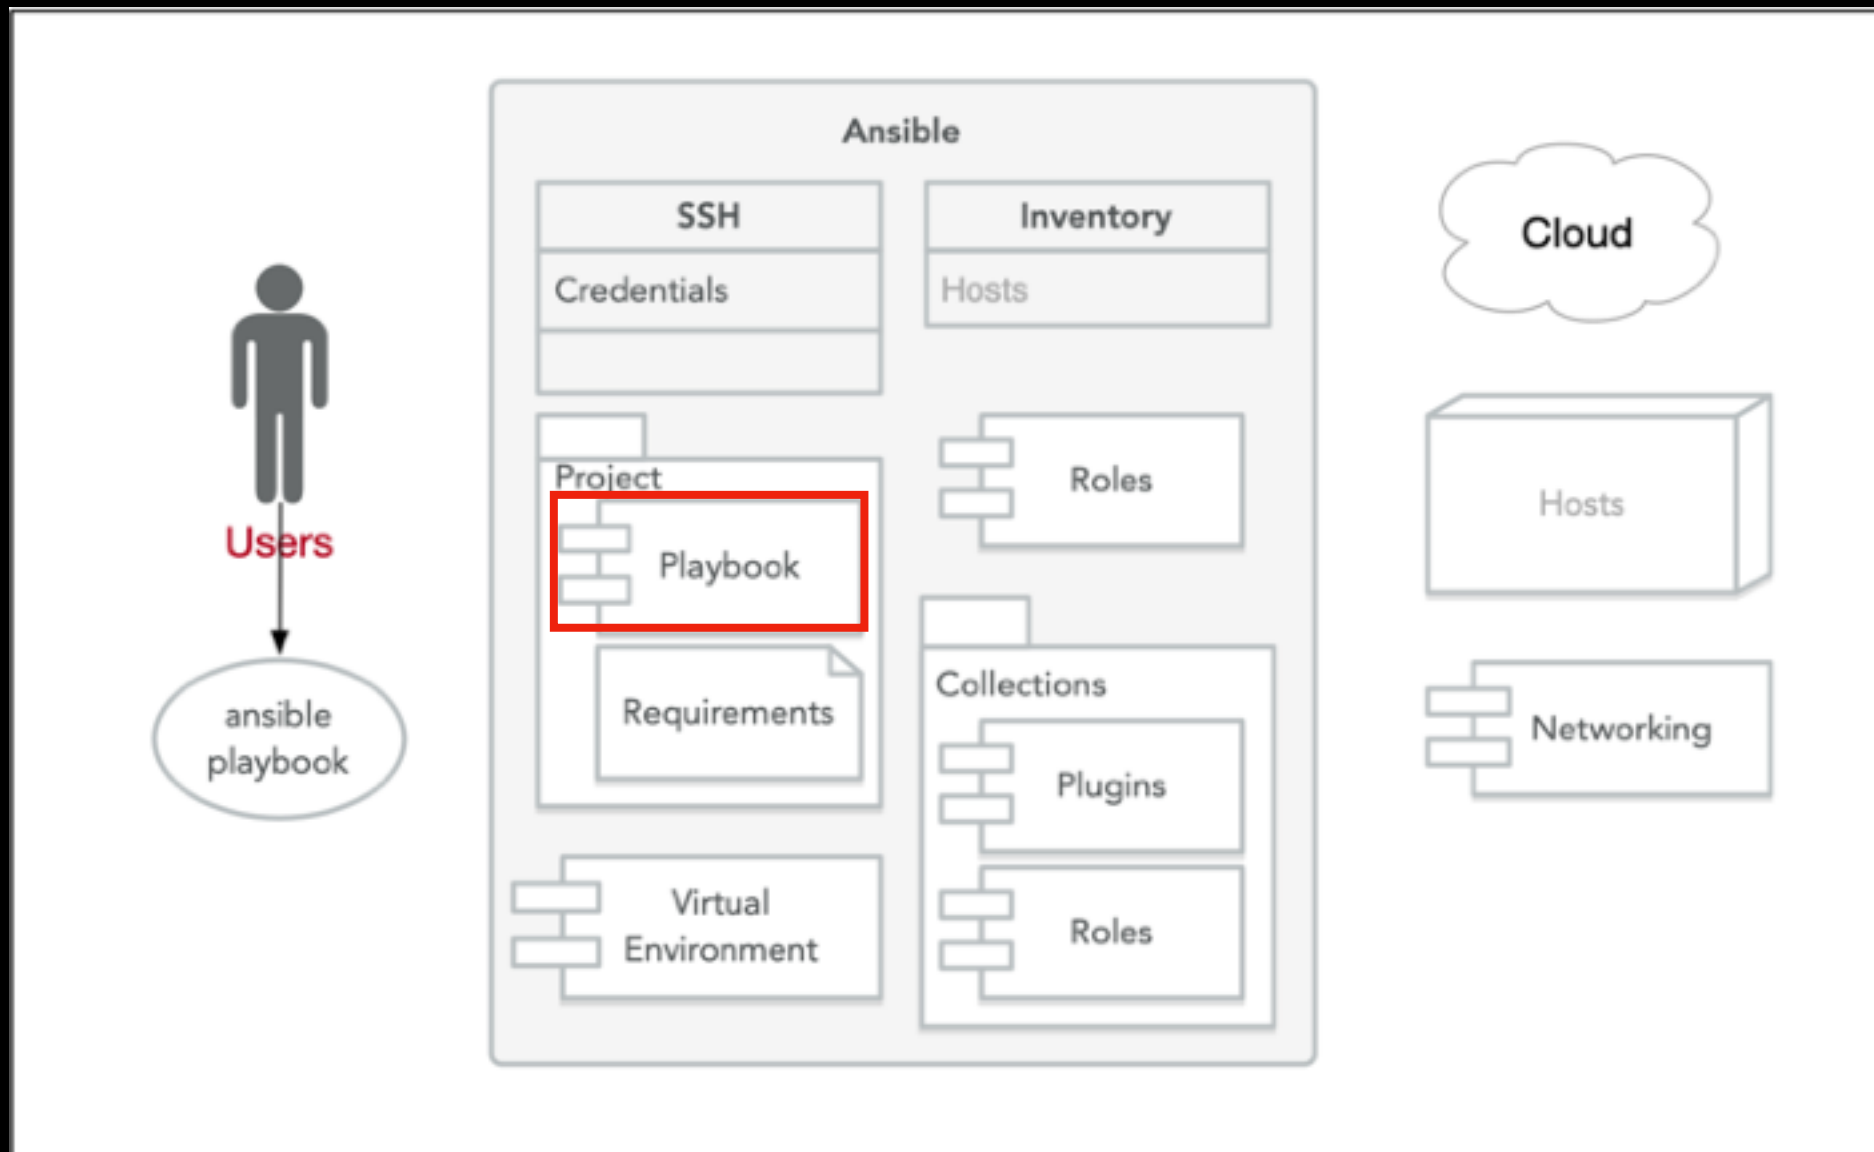 Ansible
SSH
Credentials
Inventory
Hosts
Project
Playbook
Requirements
Virtual
Environment
Roles
Collections
Plugins
Roles
Users
ansible
playbook
Cloud
Hosts
Networking